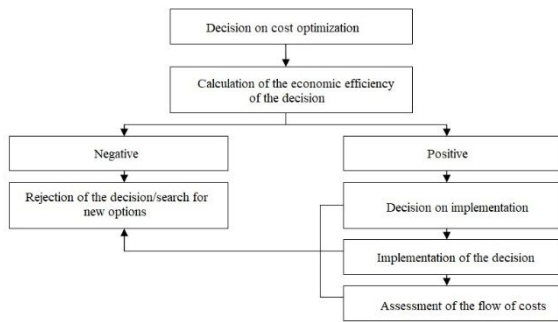 Decision on cost optimization
Calculation of the economic efficiency
of the decision
Negative
Positive
Rejection of the decision/search for
new options
Decision on implementation
Implementation of the decision
Assessment of the flow of costs